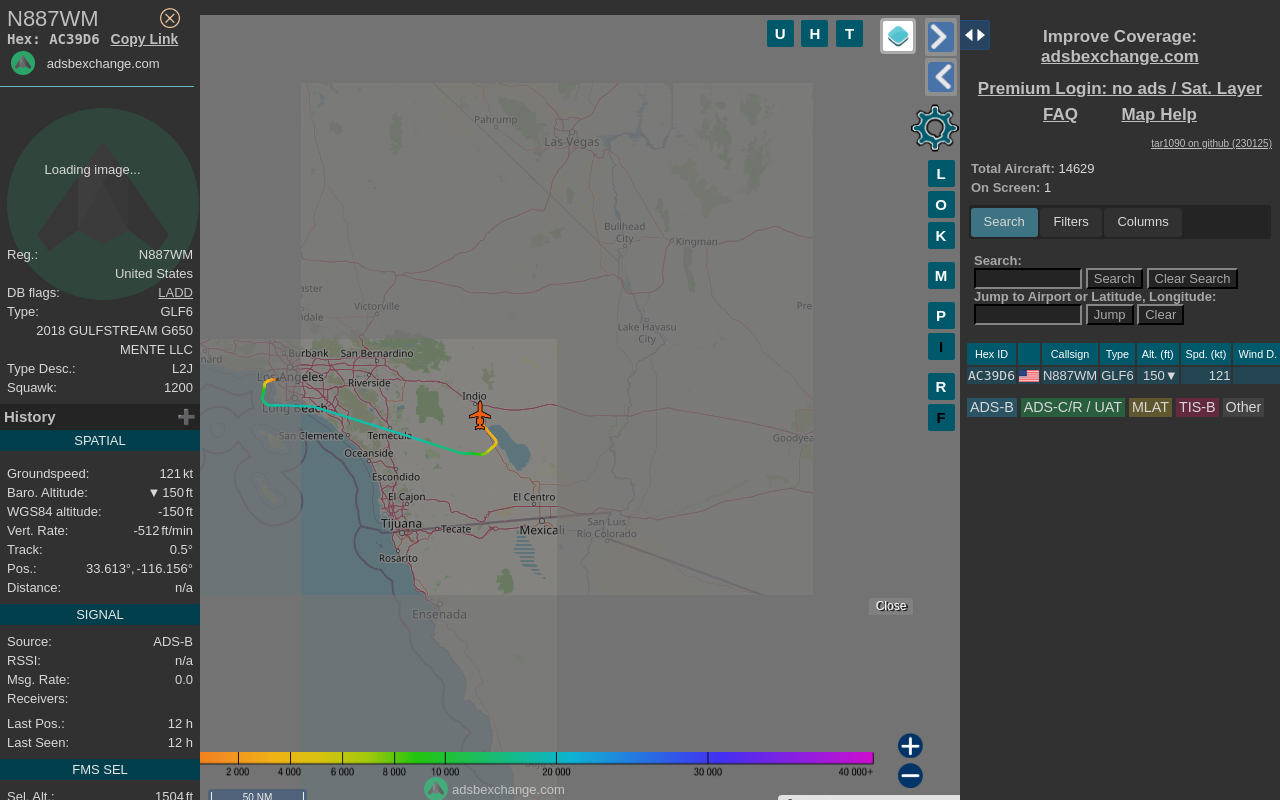 N887WM
Hex: AC39D6 Copy Link
adsbexchange.com
Loading image...
Reg.: N887WM
United States
DB flags: LADD
Type: GLF6
2018 GULFSTREAM G650
MENTE LLC
Type Desc.: L2J
Squawk: 1200
History
SPATIAL
Groundspeed: 121 kt
Baro. Altitude: ▼ 150 ft
WGS84 altitude: -150 ft
Vert. Rate: -512 ft/min
Track: 0.5°
Pos.: 33.613°, -116.156°
Distance: n/a
SIGNAL
Source: ADS-B
RSSI: n/a
Msg. Rate: 0.0
Receivers:
Last Pos.: 12 h
Last Seen: 12 h
FMS SEL
Sel. Alt.: 1504 ft
U H T
L
O
K
M
P
I
R
F
Pahrump
Las Vegas
Bullhead
City
Kingman
Victorville
Lake Havasu
City
Burbank San Bernardino
Los Angeles Riverside
Long Beach
Indio
San Clemente Temecula
Oceanside
Escondido
El Cajon El Centro
Tijuana Tecate Mexicali
San Luis
Río Colorado
Rosarito
Ensenada
Goodyea
Close
2 000 4 000 6 000 8 000 10 000 20 000 30 000 40 000+
adsbexchange.com
50 NM
Improve Coverage:
adsbexchange.com
Premium Login: no ads / Sat. Layer
FAQ Map Help
tar1090 on github (230125)
Total Aircraft: 14629
On Screen: 1
Search Filters Columns
Search:
Search Clear Search
Jump to Airport or Latitude, Longitude:
Jump Clear
Hex ID Callsign Type Alt. (ft) Spd. (kt) Wind D.
AC39D6 N887WM GLF6 150▼ 121
ADS-B ADS-C/R / UAT MLAT TIS-B Other